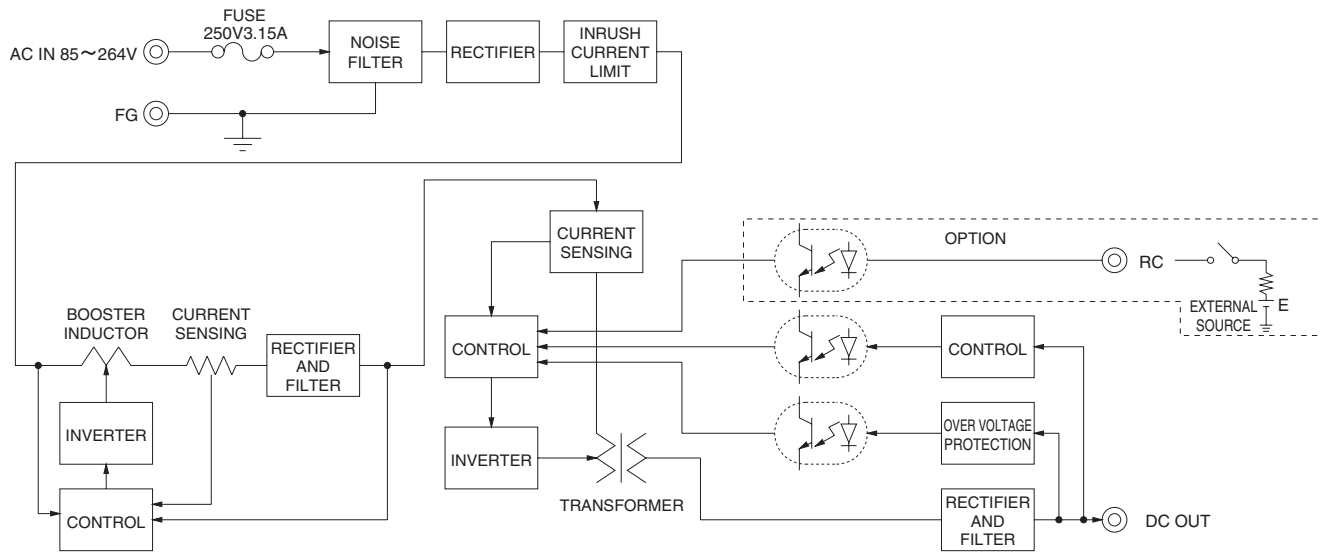 FUSE
250V3.15A
AC IN 85～264V
NOISE
FILTER
RECTIFIER
INRUSH
CURRENT
LIMIT
FG
CURRENT
SENSING
OPTION
RC
E
EXTERNAL
SOURCE
BOOSTER
INDUCTOR
CURRENT
SENSING
RECTIFIER
AND
FILTER
CONTROL
CONTROL
INVERTER
INVERTER
OVER VOLTAGE
PROTECTION
TRANSFORMER
CONTROL
RECTIFIER
AND
FILTER
DC OUT